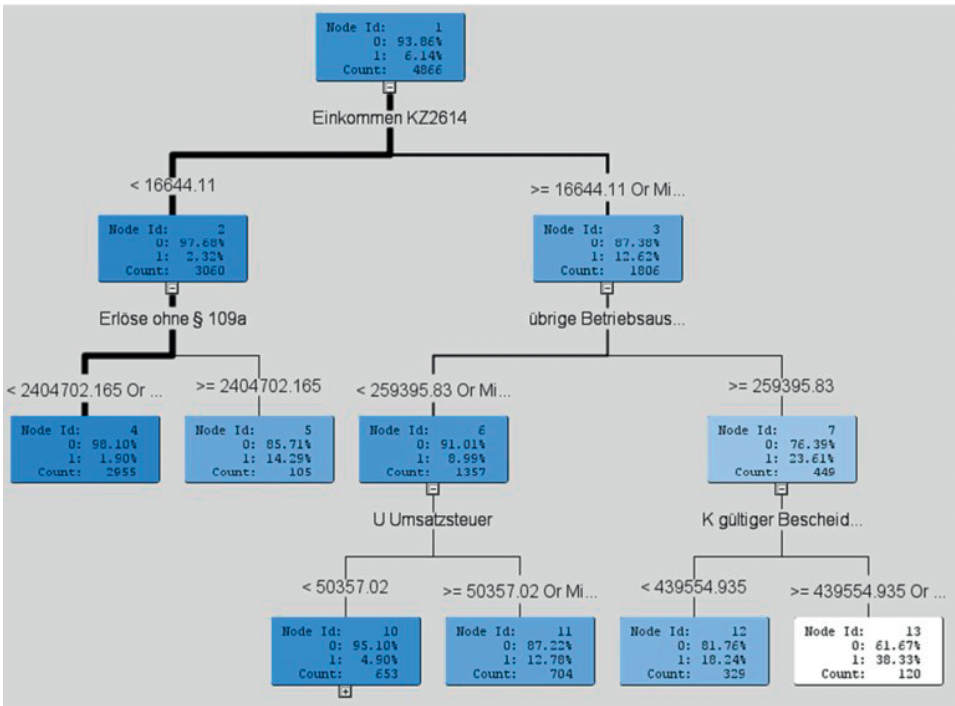 Node Id: 1
0: 93.86%
1: 6.14%
Count: 4866
Einkommen KZ2614
< 16644.11
>= 16644.11 Or Mi...
Node Id: 2
0: 97.68%
1: 2.32%
Count: 3060
Node Id: 3
0: 87.38%
1: 12.62%
Count: 1806
Erlöse ohne § 109a
übrige Betriebsaus...
< 2404702.165 Or ...
>= 2404702.165
< 259395.83 Or Mi...
>= 259395.83
Node Id: 4
0: 98.10%
1: 1.90%
Count: 2955
Node Id: 5
0: 85.71%
1: 14.29%
Count: 105
Node Id: 6
0: 91.01%
1: 8.99%
Count: 1357
Node Id: 7
0: 76.39%
1: 23.61%
Count: 449
U Umsatzsteuer
K gültiger Bescheid...
< 50357.02
>= 50357.02 Or Mi...
< 439554.935
>= 439554.935 Or ...
Node Id: 10
0: 95.10%
1: 4.90%
Count: 653
Node Id: 11
0: 87.22%
1: 12.78%
Count: 704
Node Id: 12
0: 81.76%
1: 18.24%
Count: 329
Node Id: 13
0: 61.67%
1: 38.33%
Count: 120